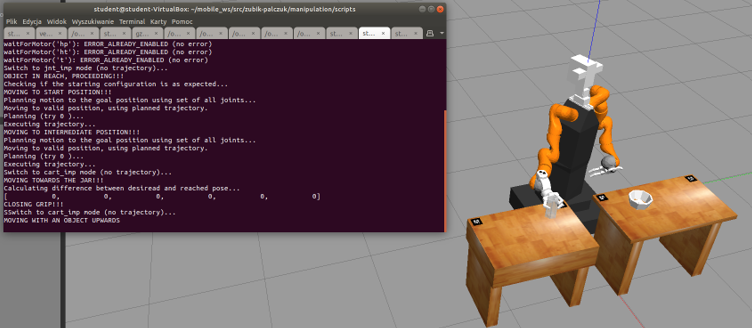 student@student-VirtualBox: ~/mobile_ws/src/zubik-palczuk/manipulation/scripts
Plik Edycja Widok Wyszukiwanie Terminal Karty Pomoc
st... ve... /o... st... gz... /o... /o... /o... /o... st... st... st...
waitForMotor('hp'): ERROR_ALREADY_ENABLED (no error)
waitForMotor('ht'): ERROR_ALREADY_ENABLED (no error)
waitForMotor('t'): ERROR_ALREADY_ENABLED (no error)
Switch to jnt_imp mode (no trajectory)...
OBJECT IN REACH, PROCEEDING!!!
Checking if the starting configuration is as expected...
MOVING TO START POSITION!!!
Planning motion to the goal position using set of all joints...
Moving to valid position, using planned trajectory.
Planning (try 0 )...
Executing trajectory...
MOVING TO INTERMEDIATE POSITION!!!
Planning motion to the goal position using set of all joints...
Moving to valid position, using planned trajectory.
Planning (try 0 )...
Executing trajectory...
Switch to cart_imp mode (no trajectory)...
MOVING TOWARDS THE JAR!!!
Calculating difference between desiread and reached pose...
[ 0, 0, 0, 0, 0, 0]
CLOSING GRIP!!!
SSwitch to cart_imp mode (no trajectory)...
MOVING WITH AN OBJECT UPWARDS